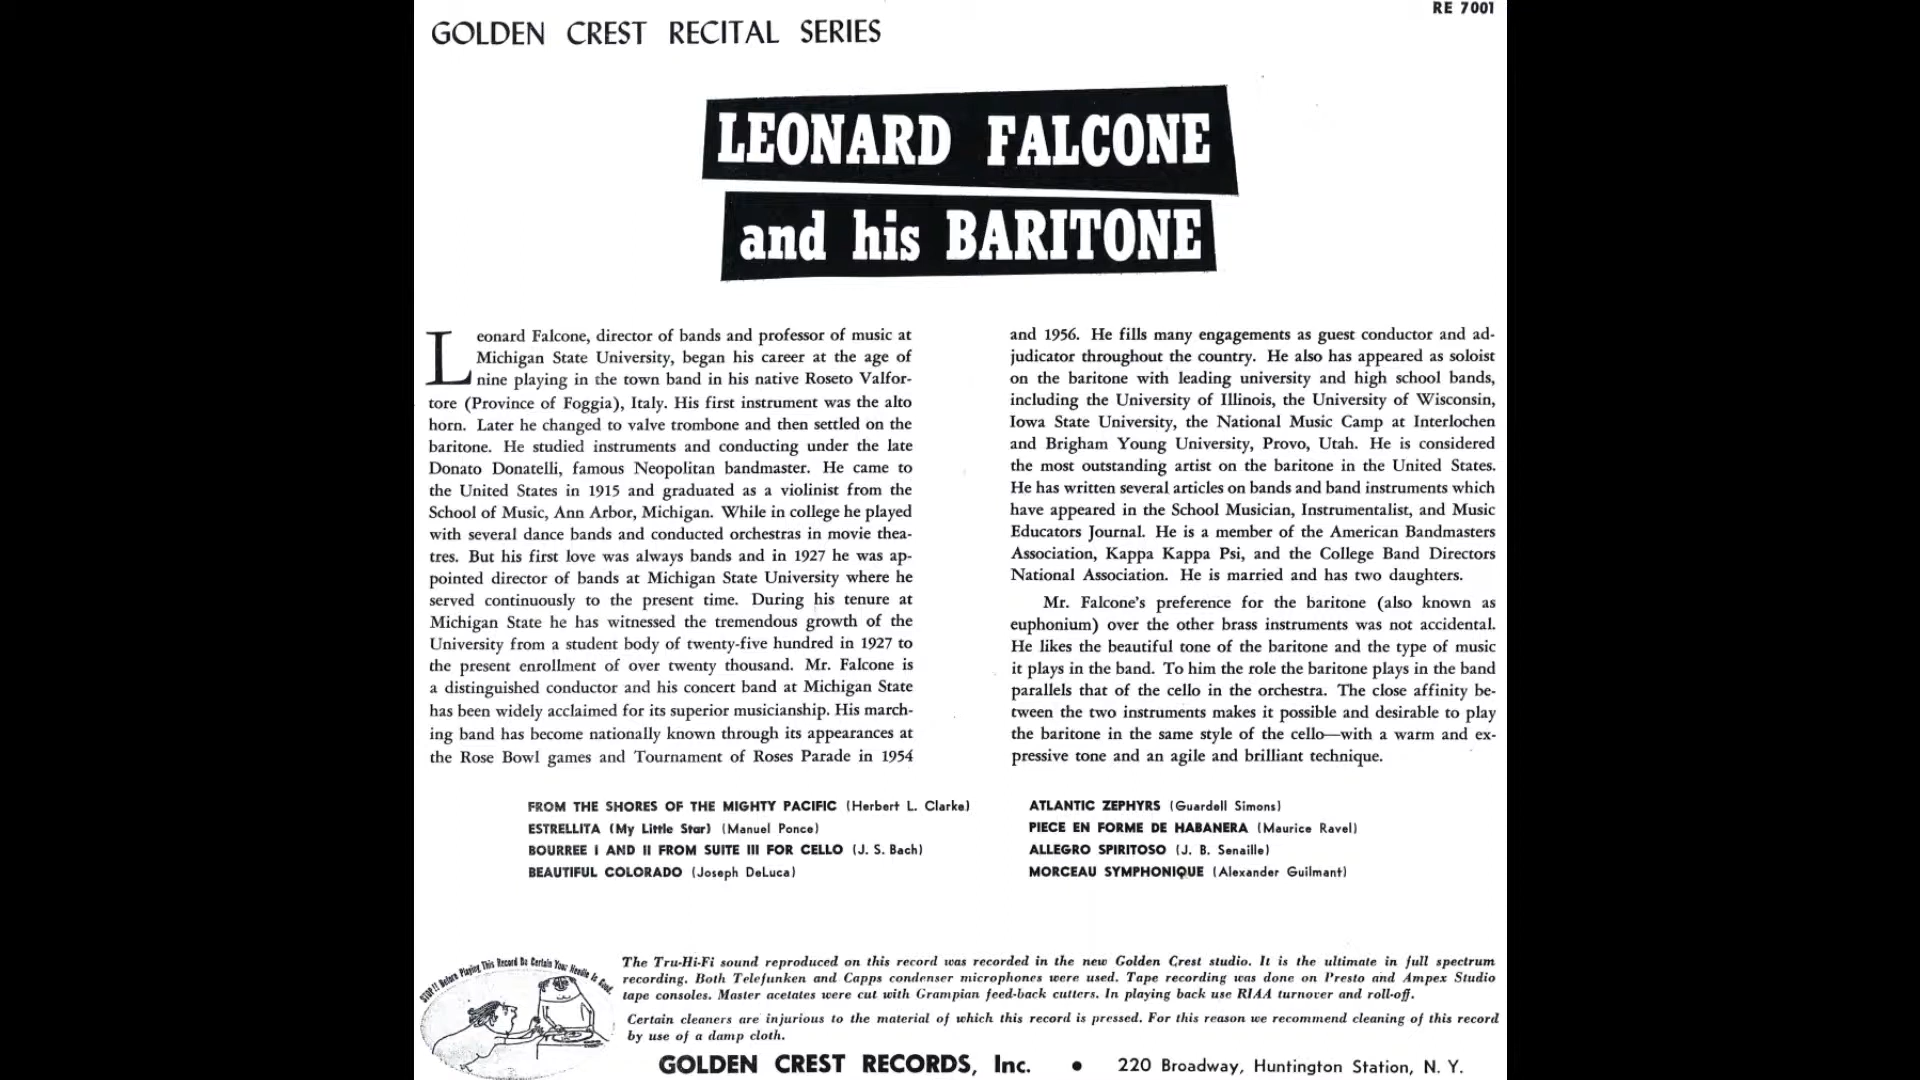 RE 7001
GOLDEN CREST RECITAL SERIES
LEONARD FALCONE
and his BARITONE
Leonard Falcone, director of bands and professor of music at
Michigan State University, began his career at the age of
nine playing in the town band in his native Roseto Valfor-
tore (Province of Foggia), Italy. His first instrument was the alto
horn. Later he changed to valve trombone and then settled on the
baritone. He studied instruments and conducting under the late
Donato Donatelli, famous Neopolitan bandmaster. He came to
the United States in 1915 and graduated as a violinist from the
School of Music, Ann Arbor, Michigan. While in college he played
with several dance bands and conducted orchestras in movie thea-
tres. But his first love was always bands and in 1927 he was ap-
pointed director of bands at Michigan State University where he
served continuously to the present time. During his tenure at
Michigan State he has witnessed the tremendous growth of the
University from a student body of twenty-five hundred in 1927 to
the present enrollment of over twenty thousand. Mr. Falcone is
a distinguished conductor and his concert band at Michigan State
has been widely acclaimed for its superior musicianship. His march-
ing band has become nationally known through its appearances at
the Rose Bowl games and Tournament of Roses Parade in 1954
and 1956. He fills many engagements as guest conductor and ad-
judicator throughout the country. He also has appeared as soloist
on the baritone with leading university and high school bands,
including the University of Illinois, the University of Wisconsin,
Iowa State University, the National Music Camp at Interlochen
and Brigham Young University, Provo, Utah. He is considered
the most outstanding artist on the baritone in the United States.
He has written several articles on bands and band instruments which
have appeared in the School Musician, Instrumentalist, and Music
Educators Journal. He is a member of the American Bandmasters
Association, Kappa Kappa Psi, and the College Band Directors
National Association. He is married and has two daughters.
Mr. Falcone's preference for the baritone (also known as
euphonium) over the other brass instruments was not accidental.
He likes the beautiful tone of the baritone and the type of music
it plays in the band. To him the role the baritone plays in the band
parallels that of the cello in the orchestra. The close affinity be-
tween the two instruments makes it possible and desirable to play
the baritone in the same style of the cello—with a warm and ex-
pressive tone and an agile and brilliant technique.
FROM THE SHORES OF THE MIGHTY PACIFIC (Herbert L. Clarke)
ESTRELLITA (My Little Star) (Manuel Ponce)
BOURREE I AND II FROM SUITE III FOR CELLO (J. S. Bach)
BEAUTIFUL COLORADO (Joseph DeLuca)
ATLANTIC ZEPHYRS (Guardell Simons)
PIECE EN FORME DE HABANERA (Maurice Ravel)
ALLEGRO SPIRITOSO (J. B. Senaille)
MORCEAU SYMPHONIQUE (Alexander Guilmant)
STOP!! Before Playing This Record Be Certain Your Needle Is Good.
The Tru-Hi-Fi sound reproduced on this record was recorded in the new Golden Crest studio. It is the ultimate in full spectrum
recording. Both Telefunken and Capps condenser microphones were used. Tape recording was done on Presto and Ampex Studio
tape consoles. Master acetates were cut with Grampian feed-back cutters. In playing back use RIAA turnover and roll-off.
Certain cleaners are injurious to the material of which this record is pressed. For this reason we recommend cleaning of this record
by use of a damp cloth.
GOLDEN CREST RECORDS, Inc. • 220 Broadway, Huntington Station, N. Y.